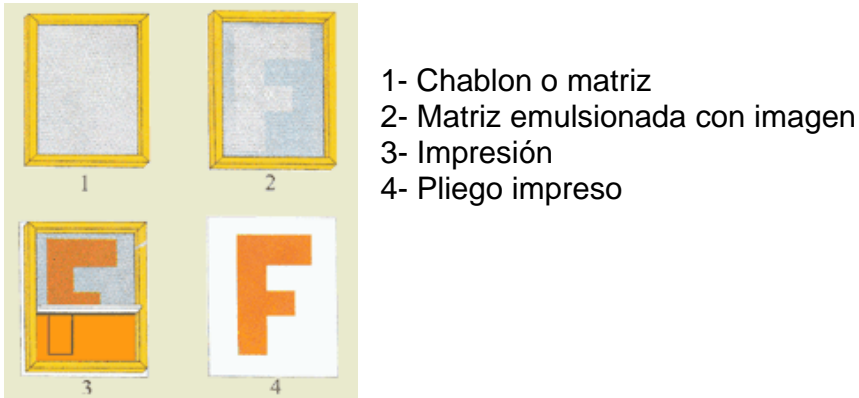 1
2
3
4
F
1- Chablon o matriz
2- Matriz emulsionada con imagen
3- Impresión
4- Pliego impreso